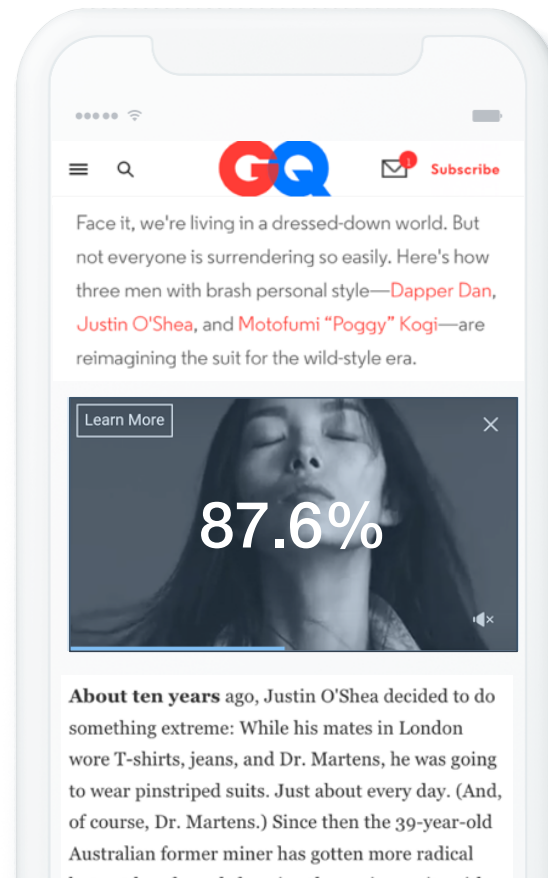 GQ
1
Subscribe
Face it, we're living in a dressed-down world. But
not everyone is surrendering so easily. Here's how
three men with brash personal style—Dapper Dan,
Justin O'Shea, and Motofumi “Poggy” Kogi—are
reimagining the suit for the wild-style era.
Learn More
87.6%
About ten years ago, Justin O'Shea decided to do
something extreme: While his mates in London
wore T-shirts, jeans, and Dr. Martens, he was going
to wear pinstriped suits. Just about every day. (And,
of course, Dr. Martens.) Since then the 39-year-old
Australian former miner has gotten more radical